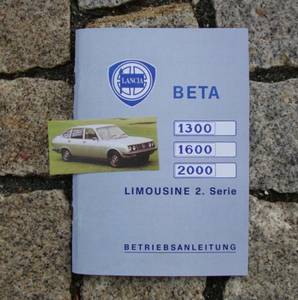 LANCIA
BETA
1300
1600
2000
LIMOUSINE 2. Serie
BETRIEBSANLEITUNG